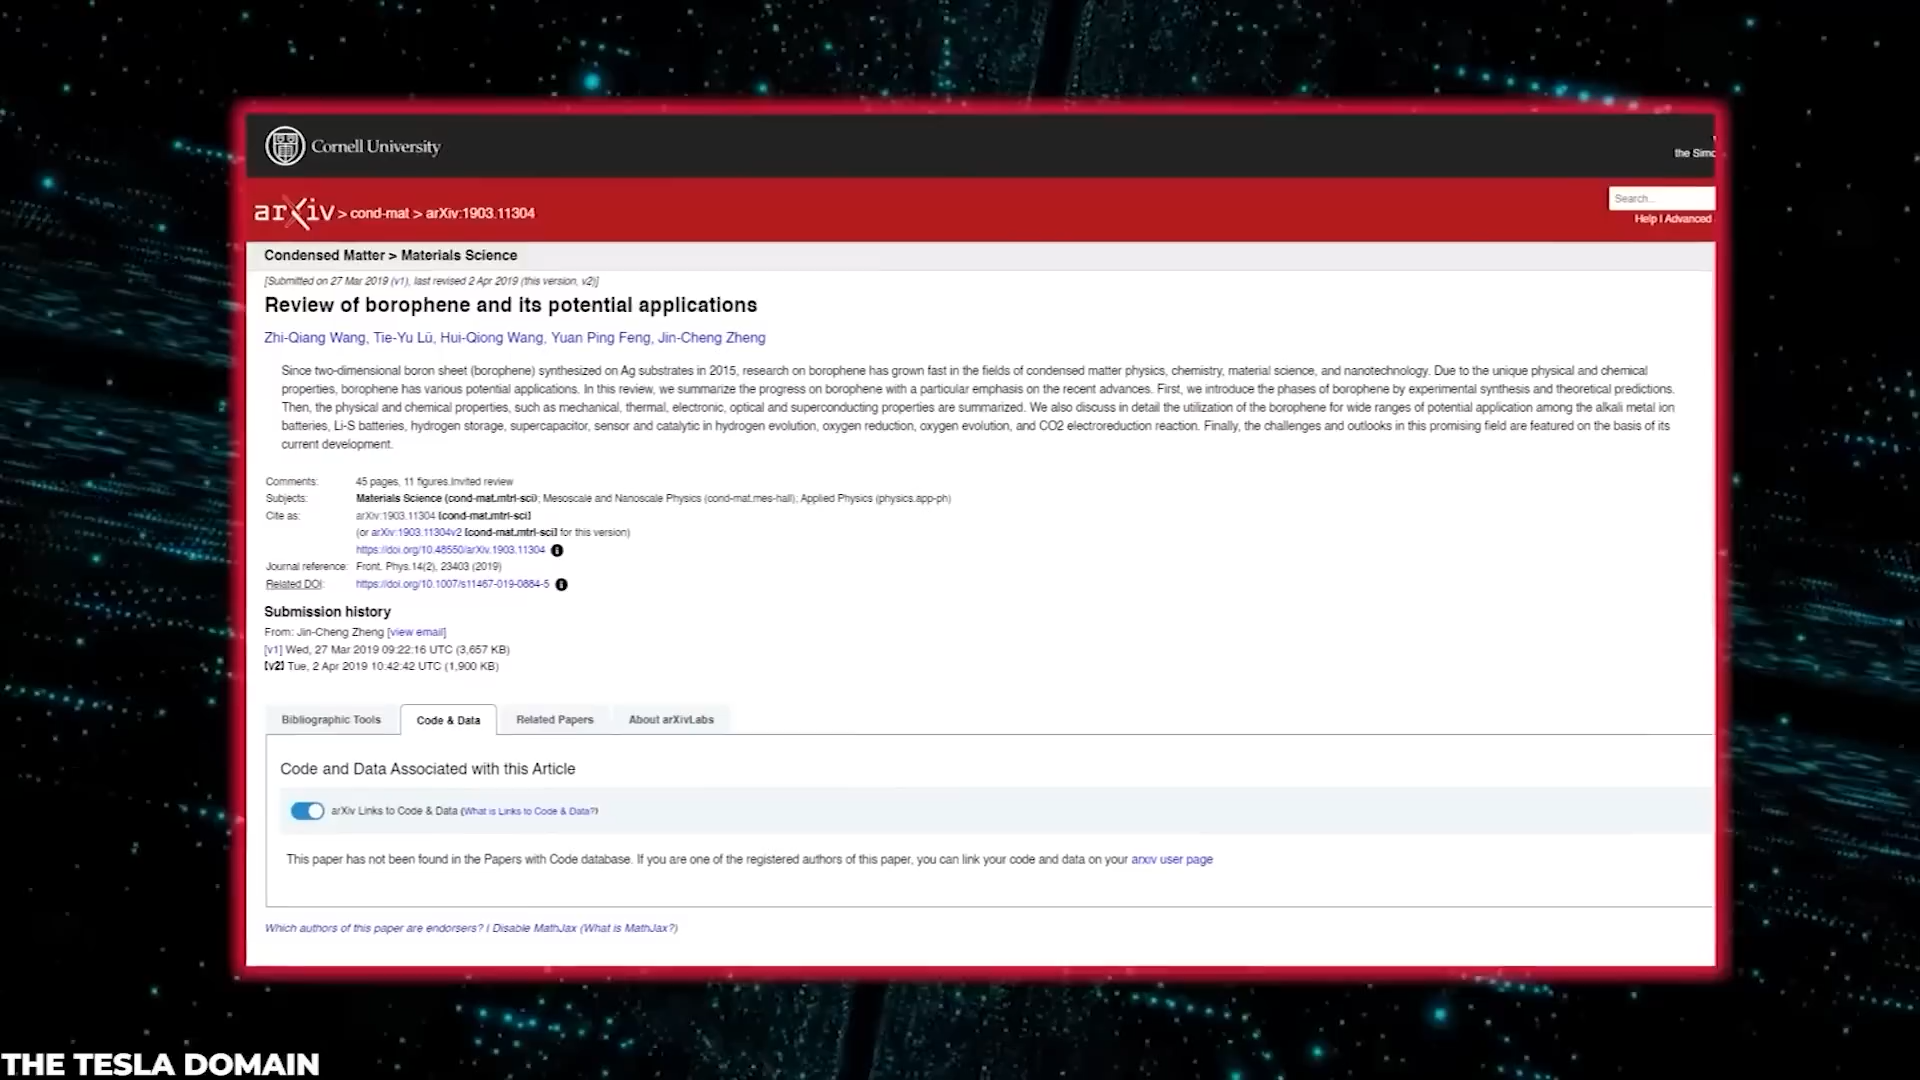 Cornell University
the Simo
arXiv > cond-mat > arXiv:1903.11304
Search...
Help | Advanced
Condensed Matter > Materials Science
[Submitted on 27 Mar 2019 (v1), last revised 2 Apr 2019 (this version, v2)]
Review of borophene and its potential applications
Zhi-Qiang Wang, Tie-Yu Lü, Hui-Qiong Wang, Yuan Ping Feng, Jin-Cheng Zheng
Since two-dimensional boron sheet (borophene) synthesized on Ag substrates in 2015, research on borophene has grown fast in the fields of condensed matter physics, chemistry, material science, and nanotechnology. Due to the unique physical and chemical
properties, borophene has various potential applications. In this review, we summarize the progress on borophene with a particular emphasis on the recent advances. First, we introduce the phases of borophene by experimental synthesis and theoretical predictions.
Then, the physical and chemical properties, such as mechanical, thermal, electronic, optical and superconducting properties are summarized. We also discuss in detail the utilization of the borophene for wide ranges of potential application among the alkali metal ion
batteries, Li-S batteries, hydrogen storage, supercapacitor, sensor and catalytic in hydrogen evolution, oxygen reduction, oxygen evolution, and CO2 electroreduction reaction. Finally, the challenges and outlooks in this promising field are featured on the basis of its
current development.
Comments: 45 pages, 11 figures.Invited review
Subjects: Materials Science (cond-mat.mtrl-sci); Mesoscale and Nanoscale Physics (cond-mat.mes-hall); Applied Physics (physics.app-ph)
Cite as: arXiv:1903.11304 [cond-mat.mtrl-sci]
(or arXiv:1903.11304v2 [cond-mat.mtrl-sci] for this version)
https://doi.org/10.48550/arXiv.1903.11304
Journal reference: Front. Phys.14(2), 23403 (2019)
Related DOI: https://doi.org/10.1007/s11467-019-0884-5
Submission history
From: Jin-Cheng Zheng [view email]
[v1] Wed, 27 Mar 2019 09:22:16 UTC (3,657 KB)
[v2] Tue, 2 Apr 2019 10:42:42 UTC (1,900 KB)
Bibliographic Tools Code & Data Related Papers About arXivLabs
Code and Data Associated with this Article
arXiv Links to Code & Data (What is Links to Code & Data?)
This paper has not been found in the Papers with Code database. If you are one of the registered authors of this paper, you can link your code and data on your arxiv user page
Which authors of this paper are endorsers? | Disable MathJax (What is MathJax?)
THE TESLA DOMAIN